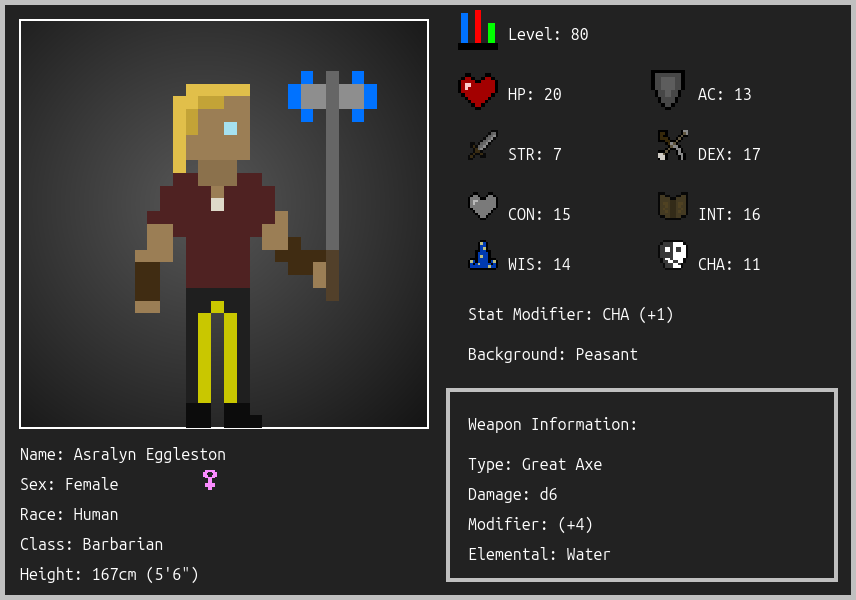 Level: 80
HP: 20
AC: 13
STR: 7
DEX: 17
CON: 15
INT: 16
WIS: 14
CHA: 11
Stat Modifier: CHA (+1)
Background: Peasant
Weapon Information:
Type: Great Axe
Damage: d6
Modifier: (+4)
Elemental: Water
Name: Asralyn Eggleston
Sex: Female
Race: Human
Class: Barbarian
Height: 167cm (5'6")